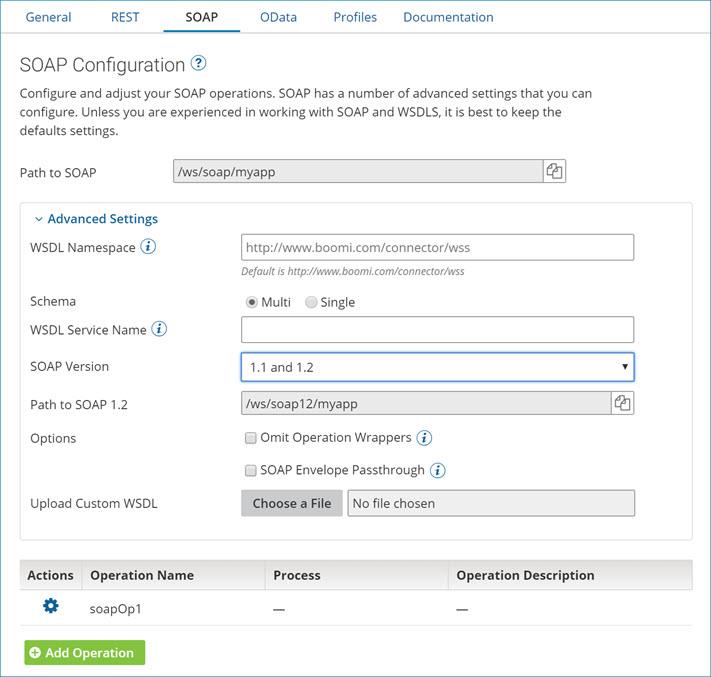 General REST SOAP OData Profiles Documentation
SOAP Configuration ?
Configure and adjust your SOAP operations. SOAP has a number of advanced settings that you can
configure. Unless you are experienced in working with SOAP and WSDLS, it is best to keep the
defaults settings.
Path to SOAP /ws/soap/myapp
Advanced Settings
WSDL Namespace i http://www.boomi.com/connector/wss
Default is http://www.boomi.com/connector/wss
Schema Multi Single
WSDL Service Name i
SOAP Version 1.1 and 1.2
Path to SOAP 1.2 /ws/soap12/myapp
Options Omit Operation Wrappers i
SOAP Envelope Passthrough i
Upload Custom WSDL Choose a File No file chosen
Actions Operation Name Process Operation Description
soapOp1 — —
Add Operation